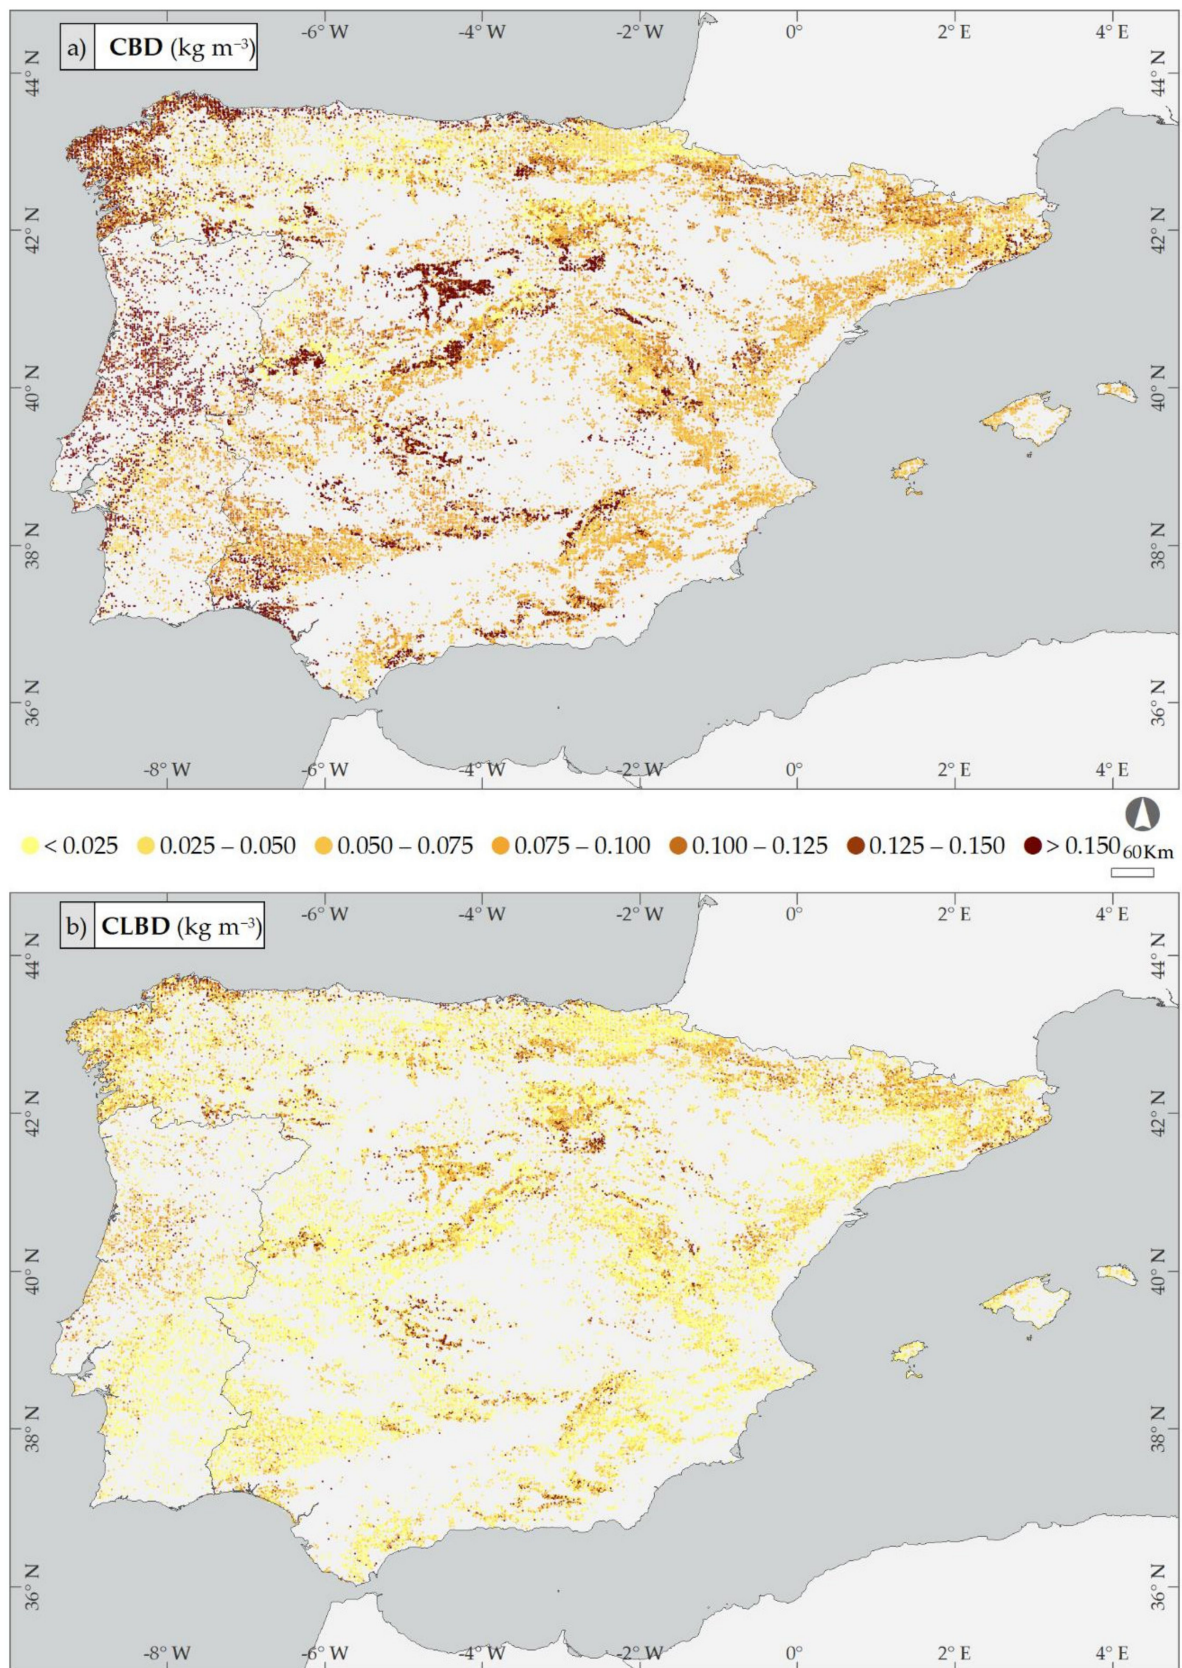 a) CBD (kg m⁻³)
-6° W -4° W -2° W 0° 2° E 4° E
44° N 44° N
42° N 42° N
40° N 40° N
38° N 38° N
36° N 36° N
-8° W -6° W -4° W -2° W 0° 2° E 4° E
< 0.025 0.025 – 0.050 0.050 – 0.075 0.075 – 0.100 0.100 – 0.125 0.125 – 0.150 > 0.150
60Km
b) CLBD (kg m⁻³)
-6° W -4° W -2° W 0° 2° E 4° E
44° N 44° N
42° N 42° N
40° N 40° N
38° N 38° N
36° N 36° N
-8° W -6° W -4° W -2° W 0° 2° E 4° E